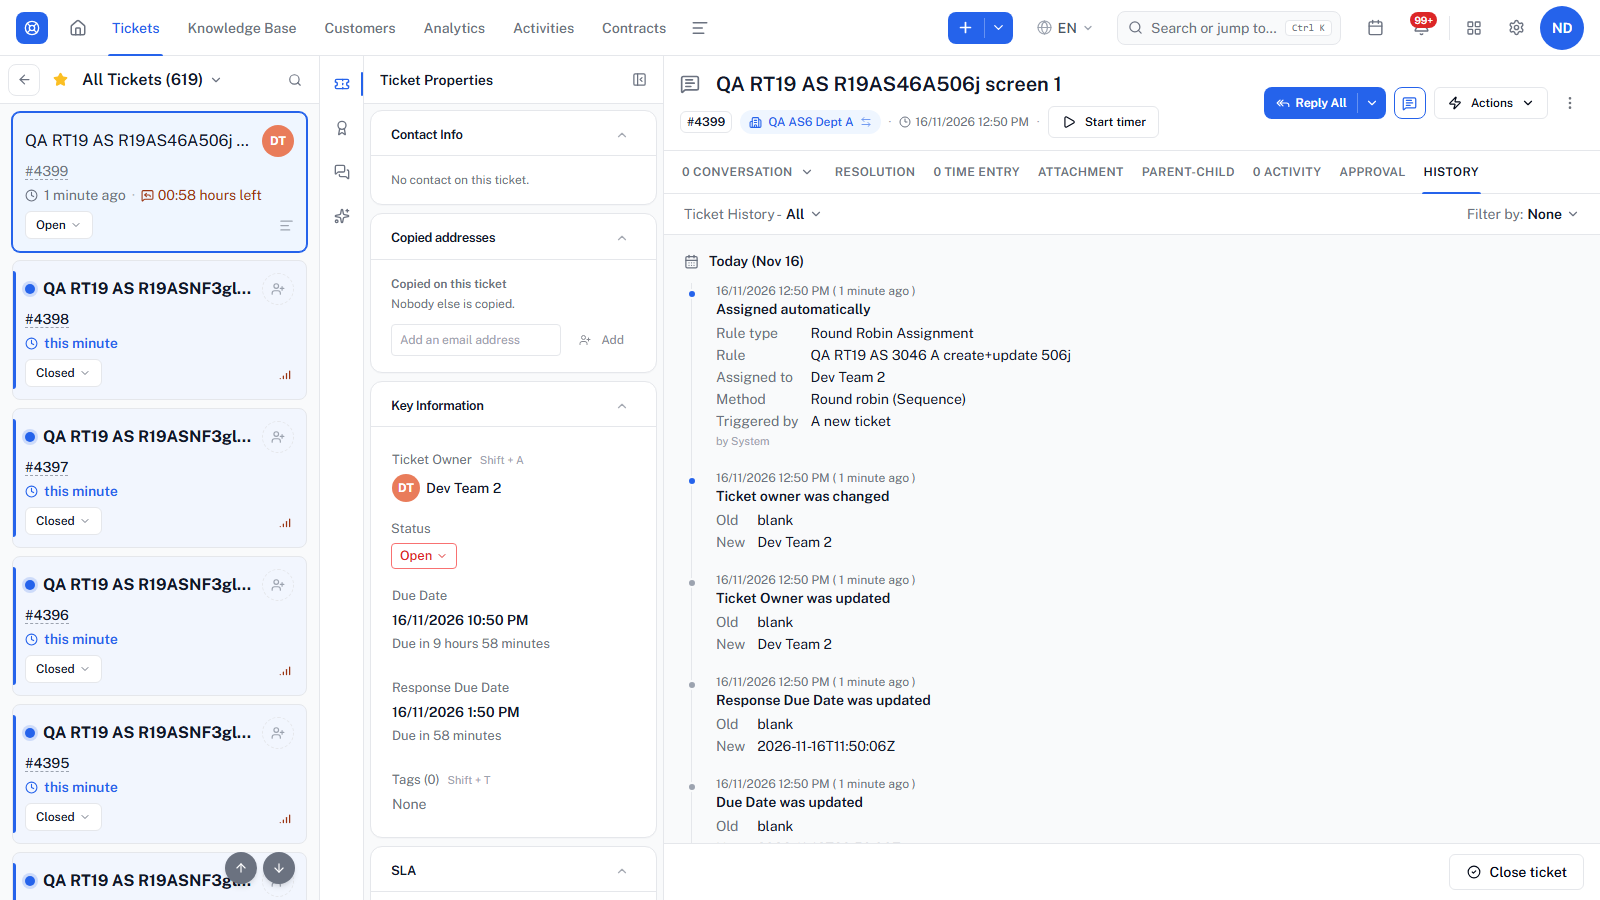 Tickets
Knowledge Base
Customers
Analytics
Activities
Contracts
EN
Search or jump to...
Ctrl K
99+
ND
All Tickets (619)
QA RT19 AS R19AS46A506j ...
DT
#4399
1 minute ago · 00:58 hours left
Open
QA RT19 AS R19ASNF3gl...
#4398
this minute
Closed
QA RT19 AS R19ASNF3gl...
#4397
this minute
Closed
QA RT19 AS R19ASNF3gl...
#4396
this minute
Closed
QA RT19 AS R19ASNF3gl...
#4395
this minute
Closed
QA RT19 AS R19ASNF3gl...
Ticket Properties
Contact Info
No contact on this ticket.
Copied addresses
Copied on this ticket
Nobody else is copied.
Add an email address
Add
Key Information
Ticket Owner Shift + A
DT Dev Team 2
Status
Open
Due Date
16/11/2026 10:50 PM
Due in 9 hours 58 minutes
Response Due Date
16/11/2026 1:50 PM
Due in 58 minutes
Tags (0) Shift + T
None
SLA
QA RT19 AS R19AS46A506j screen 1
#4399
QA AS6 Dept A
· 16/11/2026 12:50 PM ·
Start timer
Reply All
Actions
0 CONVERSATION
RESOLUTION
0 TIME ENTRY
ATTACHMENT
PARENT-CHILD
0 ACTIVITY
APPROVAL
HISTORY
Ticket History - All
Filter by: None
Today (Nov 16)
16/11/2026 12:50 PM ( 1 minute ago )
Assigned automatically
Rule type Round Robin Assignment
Rule QA RT19 AS 3046 A create+update 506j
Assigned to Dev Team 2
Method Round robin (Sequence)
Triggered by A new ticket
by System
16/11/2026 12:50 PM ( 1 minute ago )
Ticket owner was changed
Old blank
New Dev Team 2
16/11/2026 12:50 PM ( 1 minute ago )
Ticket Owner was updated
Old blank
New Dev Team 2
16/11/2026 12:50 PM ( 1 minute ago )
Response Due Date was updated
Old blank
New 2026-11-16T11:50:06Z
16/11/2026 12:50 PM ( 1 minute ago )
Due Date was updated
Old blank
Close ticket